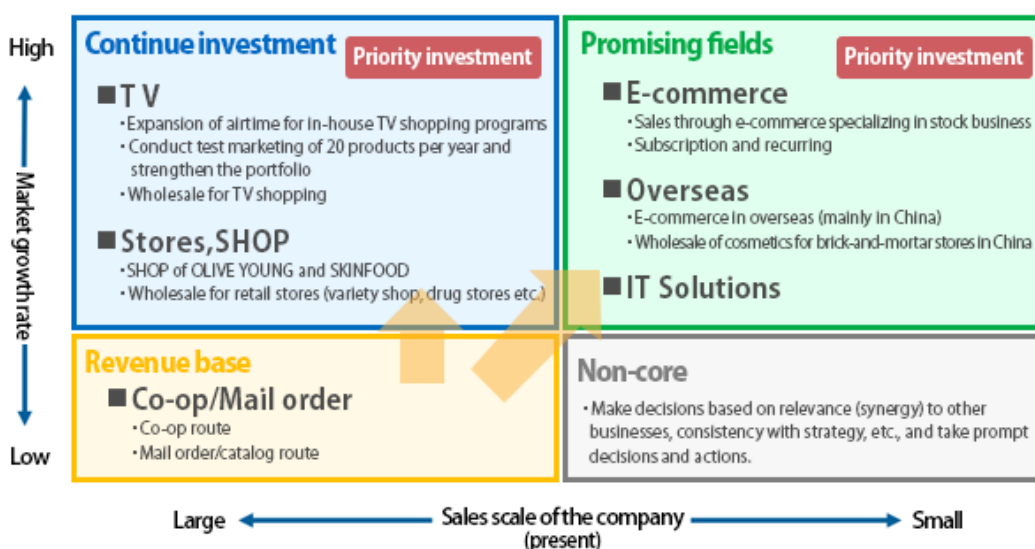 High
Market growth rate
Low
Continue investment
Priority investment
■ T V
・Expansion of airtime for in-house TV shopping programs
・Conduct test marketing of 20 products per year and
strengthen the portfolio
・Wholesale for TV shopping
■ Stores,SHOP
・SHOP of OLIVE YOUNG and SKINFOOD
・Wholesale for retail stores (variety shop, drug stores etc.)
Promising fields
Priority investment
■ E-commerce
・Sales through e-commerce specializing in stock business
・Subscription and recurring
■ Overseas
・E-commerce in overseas (mainly in China)
・Wholesale of cosmetics for brick-and-mortar stores in China
■ IT Solutions
Revenue base
■ Co-op/Mail order
・Co-op route
・Mail order/catalog route
Non-core
・Make decisions based on relevance (synergy) to other
businesses, consistency with strategy, etc., and take prompt
decisions and actions.
Large
Sales scale of the company
(present)
Small